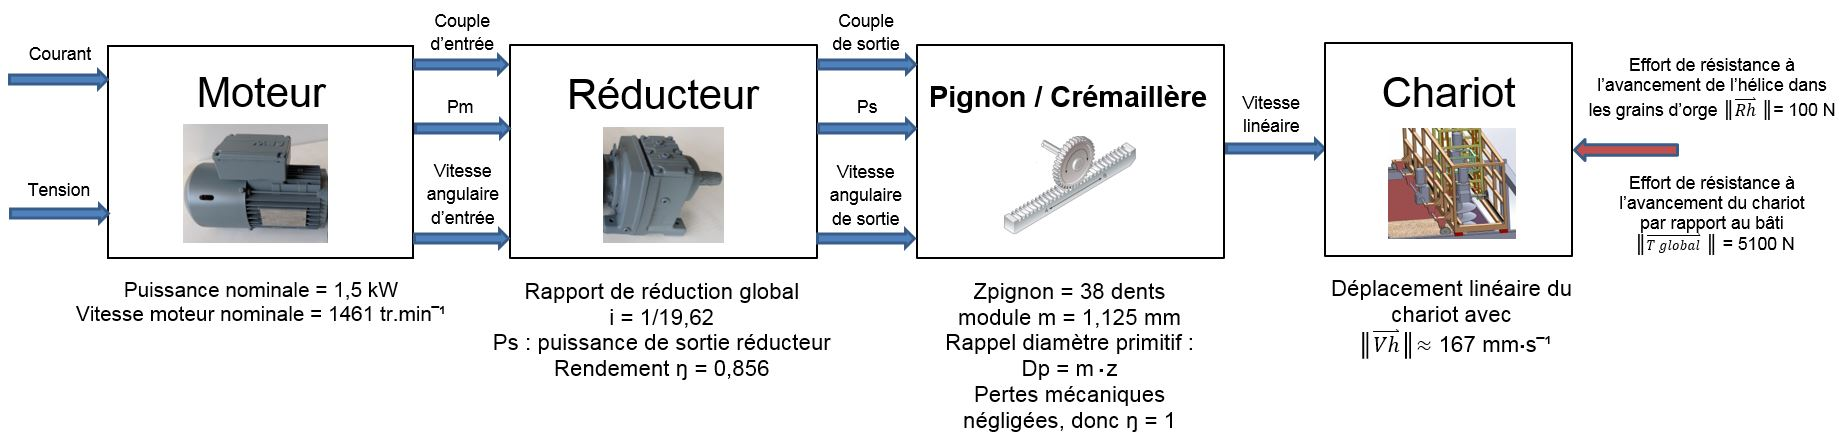 Courant
Tension
Moteur
Puissance nominale = 1,5 kW
Vitesse moteur nominale = 1461 tr.min⁻¹
Couple
d’entrée
Pm
Vitesse
angulaire
d’entrée
Réducteur
Rapport de réduction global
i = 1/19,62
Ps : puissance de sortie réducteur
Rendement ŋ = 0,856
Couple
de sortie
Ps
Vitesse
angulaire
de sortie
Pignon / Crémaillère
Zpignon = 38 dents
module m = 1,125 mm
Rappel diamètre primitif :
Dp = m · z
Pertes mécaniques
négligées, donc ŋ = 1
Vitesse
linéaire
Chariot
Déplacement linéaire du
chariot avec
‖Vh‖ ≈ 167 mm·s⁻¹
Effort de résistance à
l’avancement de l’hélice dans
les grains d’orge ‖Rh‖ = 100 N
Effort de résistance à
l’avancement du chariot
par rapport au bâti
‖T global‖ = 5100 N